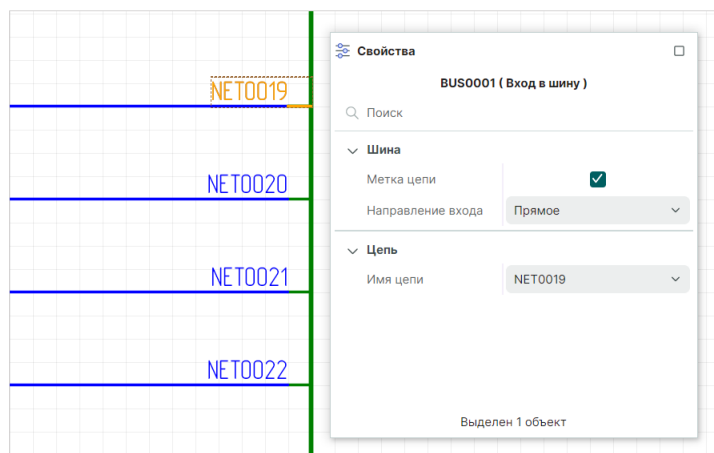 NET0019
NET0020
NET0021
NET0022
Свойства
BUS0001 ( Вход в шину )
Поиск
Шина
Метка цепи
Направление входа Прямое
Цепь
Имя цепи NET0019
Выделен 1 объект